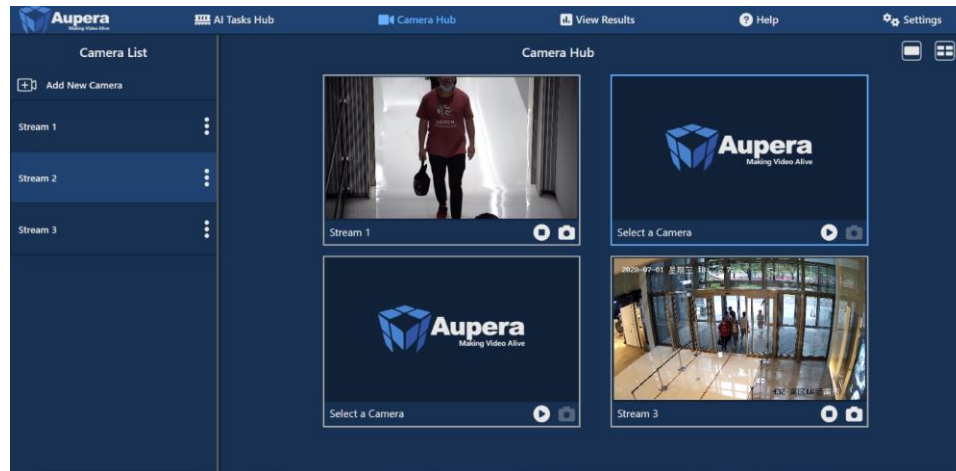 Aupera
Making Video Alive
AI Tasks Hub
Camera Hub
View Results
Help
Settings
Camera List
Camera Hub
Add New Camera
Stream 1
Stream 2
Stream 3
Stream 1
Select a Camera
Aupera
Making Video Alive
Select a Camera
Aupera
Making Video Alive
2020-07-01 星期三
Stream 3